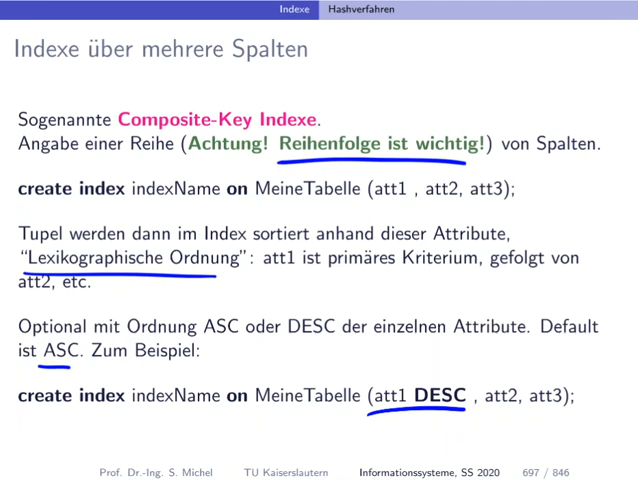 Indexe Hashverfahren
Indexe über mehrere Spalten
Sogenannte Composite-Key Indexe.
Angabe einer Reihe (Achtung! Reihenfolge ist wichtig!) von Spalten.
create index indexName on MeineTabelle (att1 , att2, att3);
Tupel werden dann im Index sortiert anhand dieser Attribute,
“Lexikographische Ordnung”: att1 ist primäres Kriterium, gefolgt von
att2, etc.
Optional mit Ordnung ASC oder DESC der einzelnen Attribute. Default
ist ASC. Zum Beispiel:
create index indexName on MeineTabelle (att1 DESC , att2, att3);
Prof. Dr.-Ing. S. Michel TU Kaiserslautern Informationssysteme, SS 2020 697 / 846